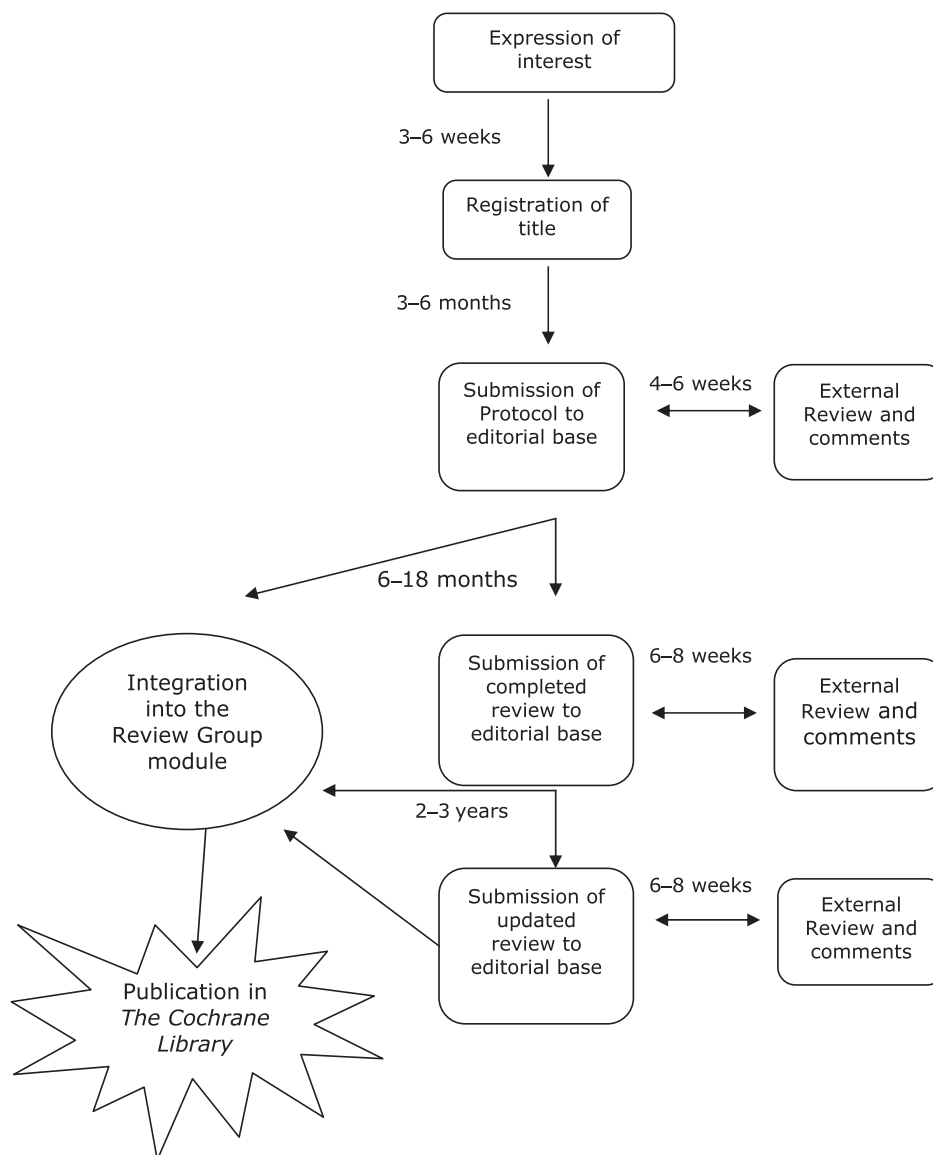 Expression of
interest
3–6 weeks
Registration of
title
3–6 months
Submission of
Protocol to
editorial base
4–6 weeks
External
Review and
comments
6–18 months
Integration
into the
Review Group
module
Submission of
completed
review to
editorial base
6–8 weeks
External
Review and
comments
2–3 years
Submission of
updated
review to
editorial base
6–8 weeks
External
Review and
comments
Publication in
The Cochrane
Library